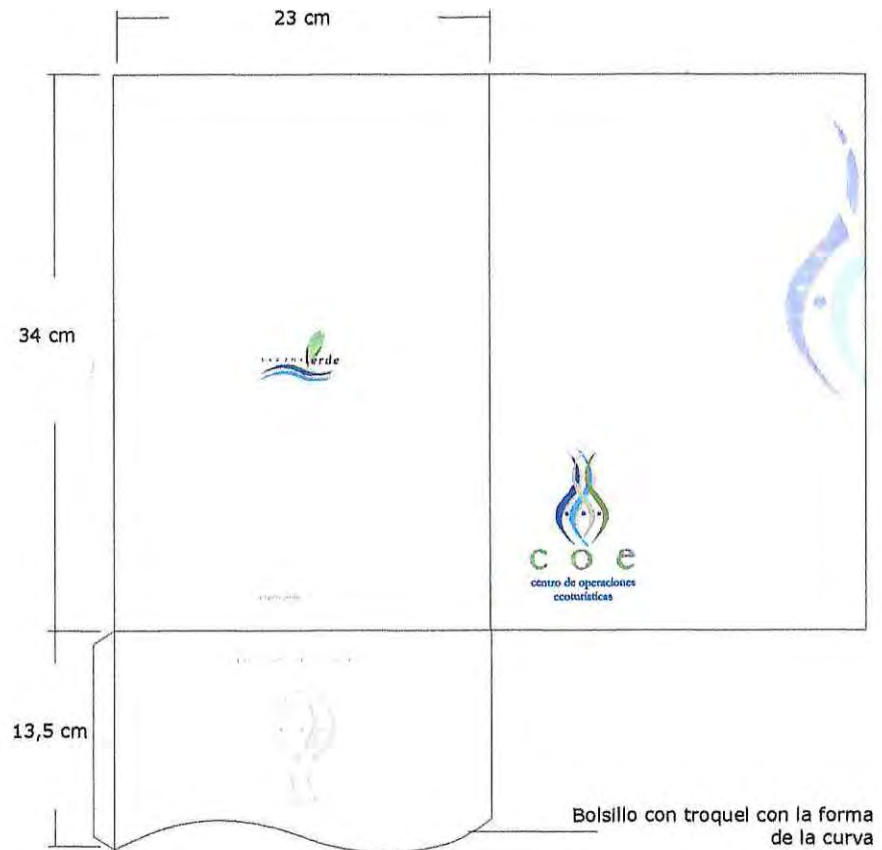 23 cm
34 cm
erde
c o e
centro de operaciones
ecoturísticas
13,5 cm
Bolsillo con troquel con la forma
de la curva